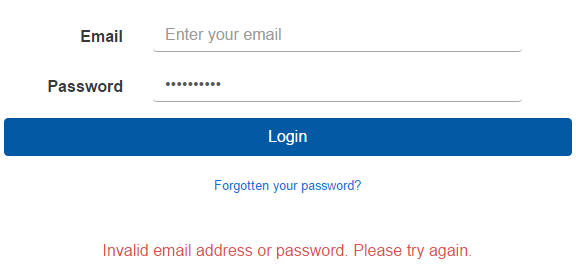 Email Enter your email
Password ••••••••••
Login
Forgotten your password?
Invalid email address or password. Please try again.